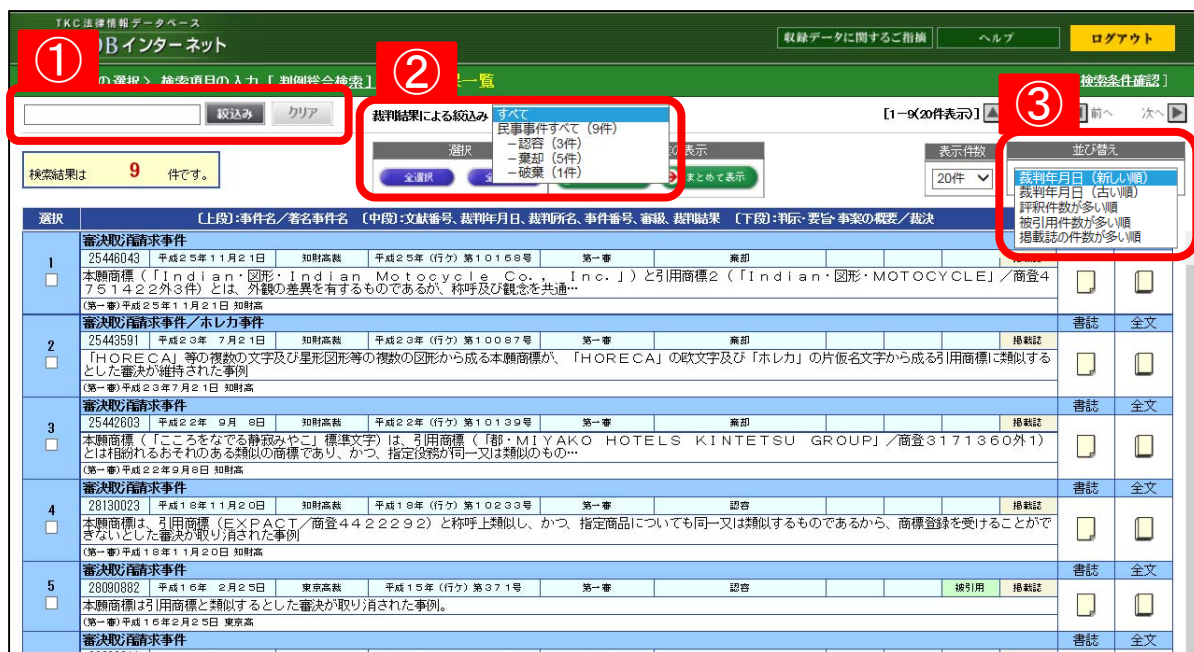 TKC法律情報データベース
DBインターネット
収録データに関するご指摘
ヘルプ
ログアウト
①
の選択> 検索項目の入力 [ 判例総合検索]
②
一覧
検索条件確認 ]
絞込み
クリア
裁判結果による絞込み
すべて
民事事件すべて (9件)
-認容 (3件)
-棄却 (5件)
-破棄 (1件)
[1-9(20件表示)]
③
前へ
次へ
検索結果は 9 件です。
選択
全選択
の表示
まとめて表示
表示件数
20件
並び替え
裁判年月日 (新しい順)
裁判年月日 (古い順)
評釈件数が多い順
被引用件数が多い順
掲載誌の件数が多い順
選択
〔上段〕:事件名/著名事件名 〔中段〕:文献番号、裁判年月日、裁判所名、事件番号、審級、裁判結果 〔下段〕:判示・要旨・事案の概要/裁決
1
審決取消請求事件
25446043 平成25年11月21日 知財高裁 平成25年(行ケ)第10168号 第一審 棄却
本願商標(「Indian・図形・Indian Motocycle Co., Inc.」)と引用商標2(「Indian・図形・MOTOCYCLE」/商登4
751422外3件)とは、外観の差異を有するものであるが、称呼及び観念を共通…
(第一審)平成25年11月21日 知財高
2
審決取消請求事件/ホレカ事件
書誌 全文
25443591 平成23年 7月21日 知財高裁 平成23年(行ケ)第10087号 第一審 棄却 掲載誌
「HORECA」等の複数の文字及び星形図形等の複数の図形から成る本願商標が、「HORECA」の欧文字及び「ホレカ」の片仮名文字から成る引用商標に類似する
とした審決が維持された事例
(第一審)平成23年7月21日 知財高
3
審決取消請求事件
書誌 全文
25442603 平成22年 9月 8日 知財高裁 平成22年(行ケ)第10139号 第一審 棄却 掲載誌
本願商標(「こころをなでる静寂みやこ」標準文字)は、引用商標(「都・MIYAKO HOTELS KINTETSU GROUP」/商登3171360外1)
とは相紛れるおそれのある類似の商標であり、かつ、指定役務が同一又は類似のもの…
(第一審)平成22年9月8日 知財高
4
審決取消請求事件
書誌 全文
28130023 平成18年11月20日 知財高裁 平成18年(行ケ)第10233号 第一審 認容 掲載誌
本願商標は、引用商標(EXPACT/商登4422292)と称呼上類似し、かつ、指定商品についても同一又は類似するものであるから、商標登録を受けることがで
きないとした審決が取り消された事例
(第一審)平成18年11月20日 知財高
5
審決取消請求事件
書誌 全文
28090882 平成16年 2月25日 東京高裁 平成15年(行ケ)第371号 第一審 認容 被引用 掲載誌
本願商標は引用商標と類似するとした審決が取り消された事例。
(第一審)平成16年2月25日 東京高
審決取消請求事件
書誌 全文